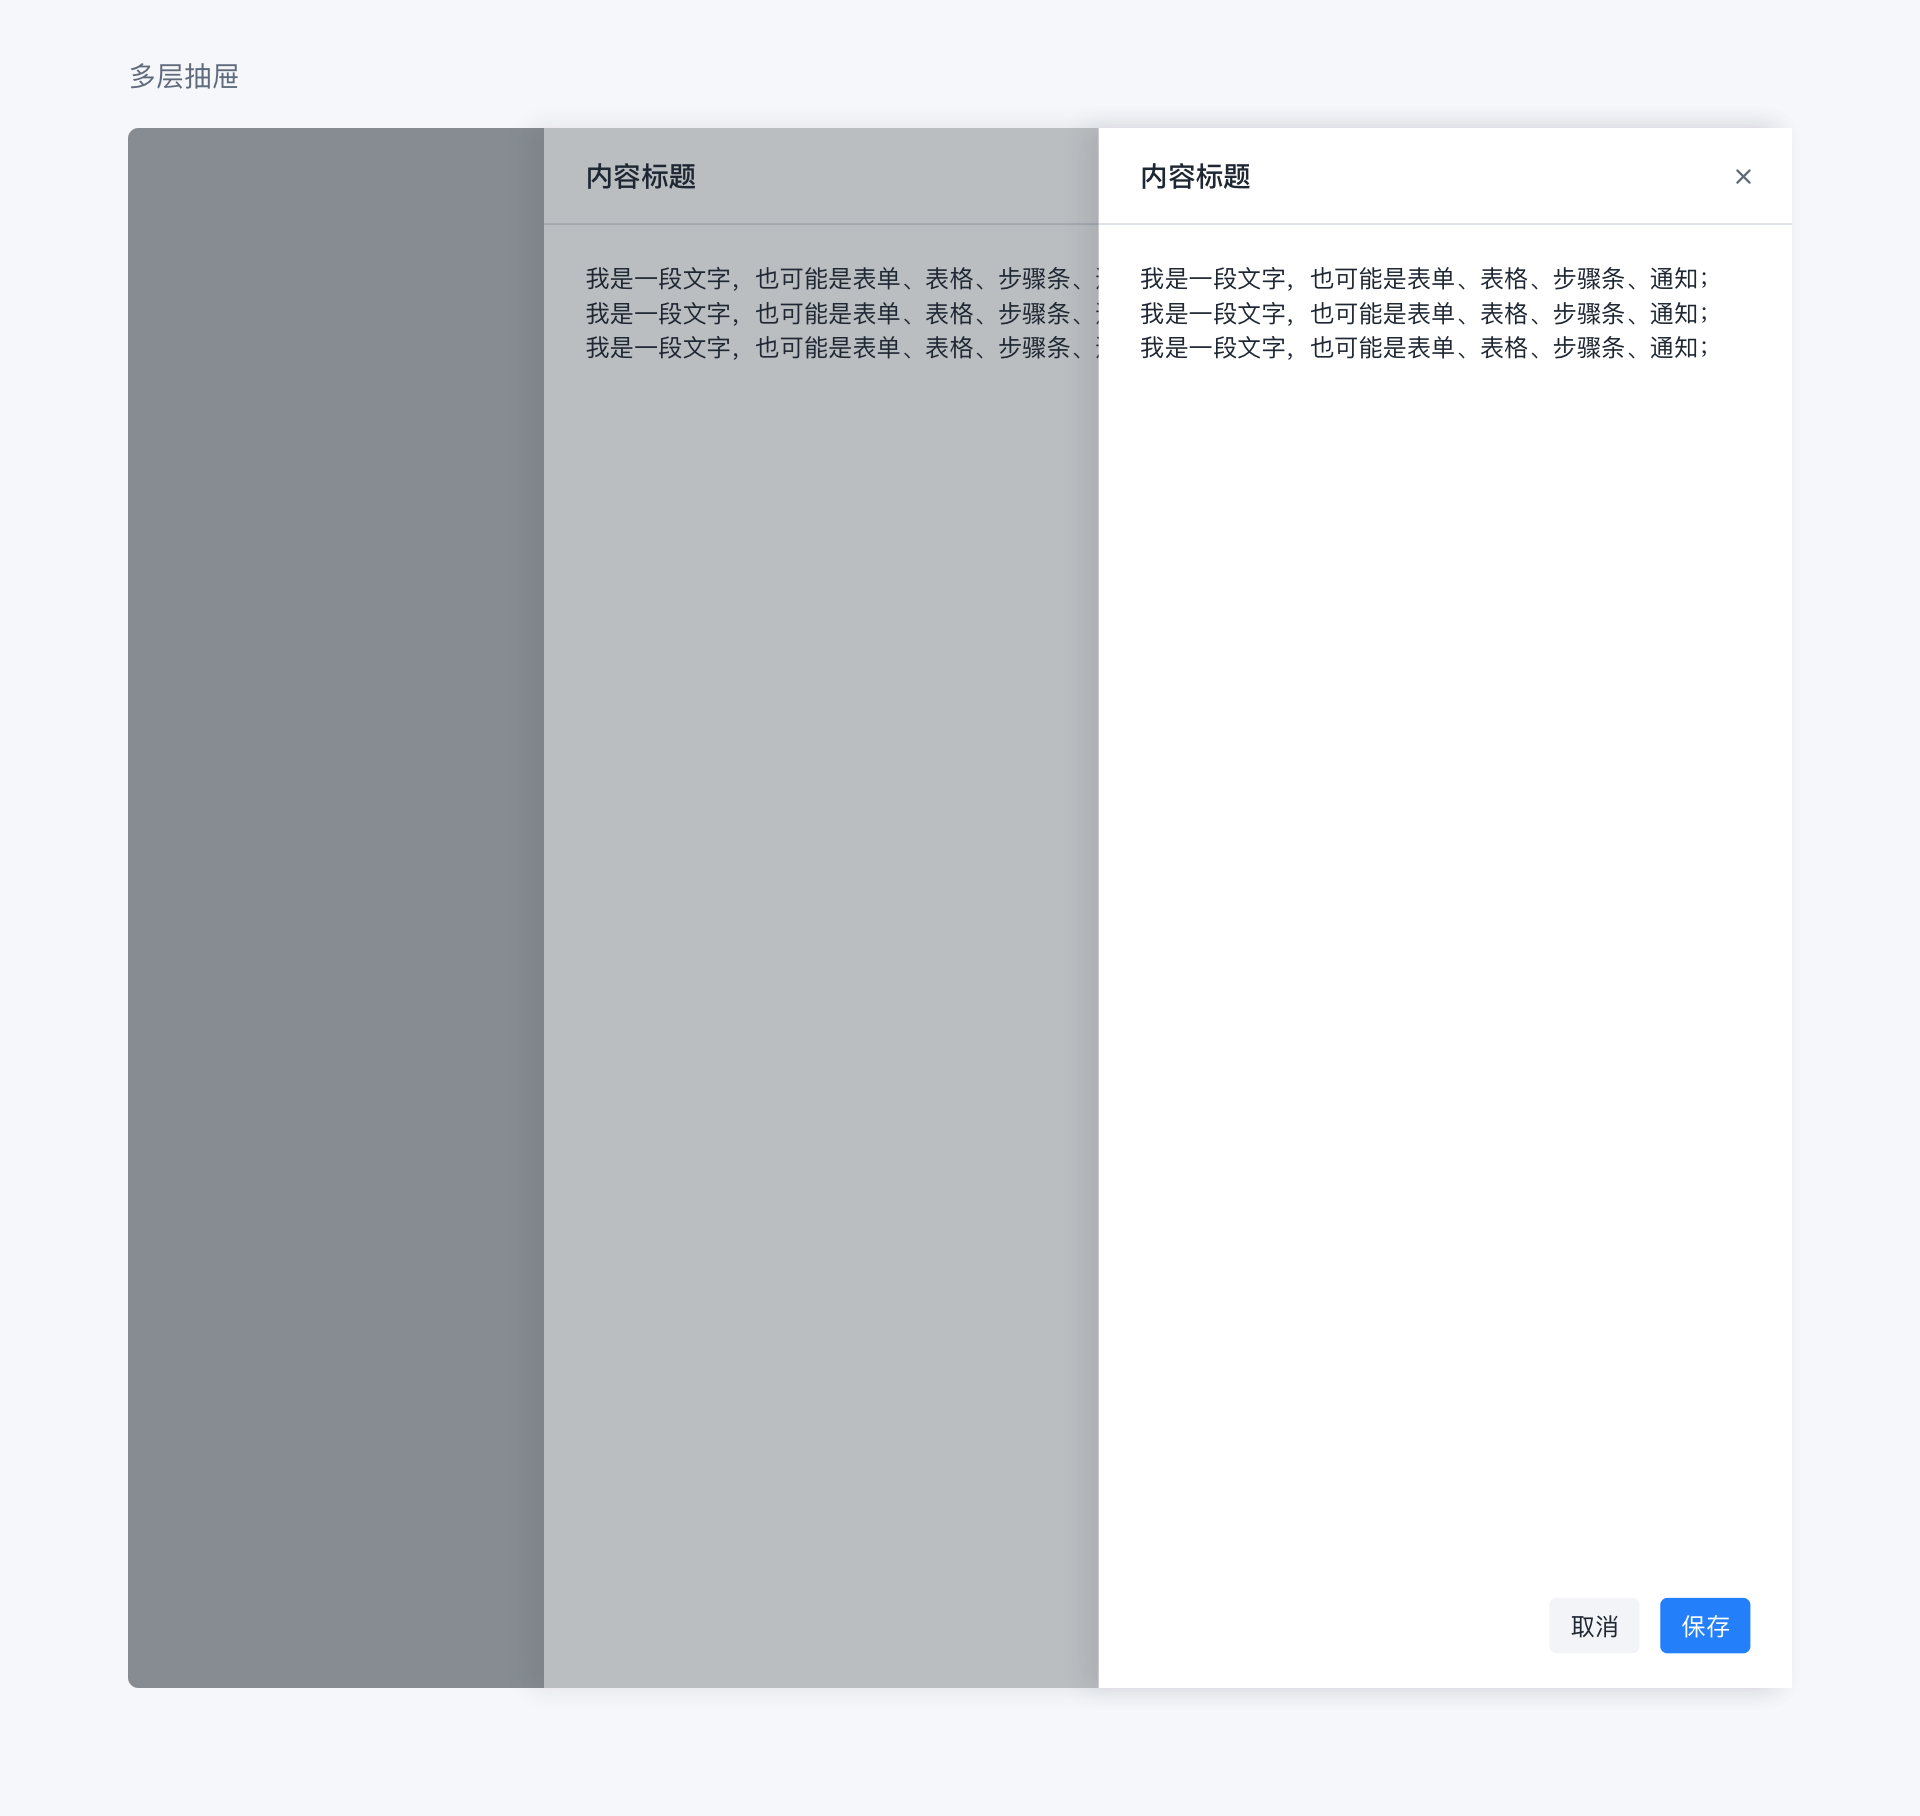 多层抽屉
内容标题
我是一段文字，也可能是表单、表格、步骤条、
我是一段文字，也可能是表单、表格、步骤条、
我是一段文字，也可能是表单、表格、步骤条、
内容标题
我是一段文字，也可能是表单、表格、步骤条、通知；
我是一段文字，也可能是表单、表格、步骤条、通知；
我是一段文字，也可能是表单、表格、步骤条、通知；
取消
保存